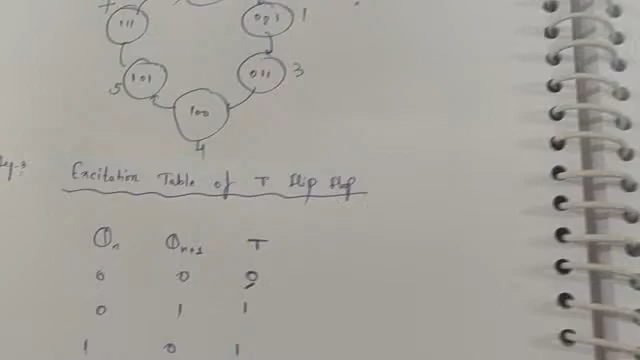 111
001 1
101
011 3
5
100
4
Excitation Table of T flip flop
Qn Qn+1 T
0 0 0
0 1 1
1 0 1